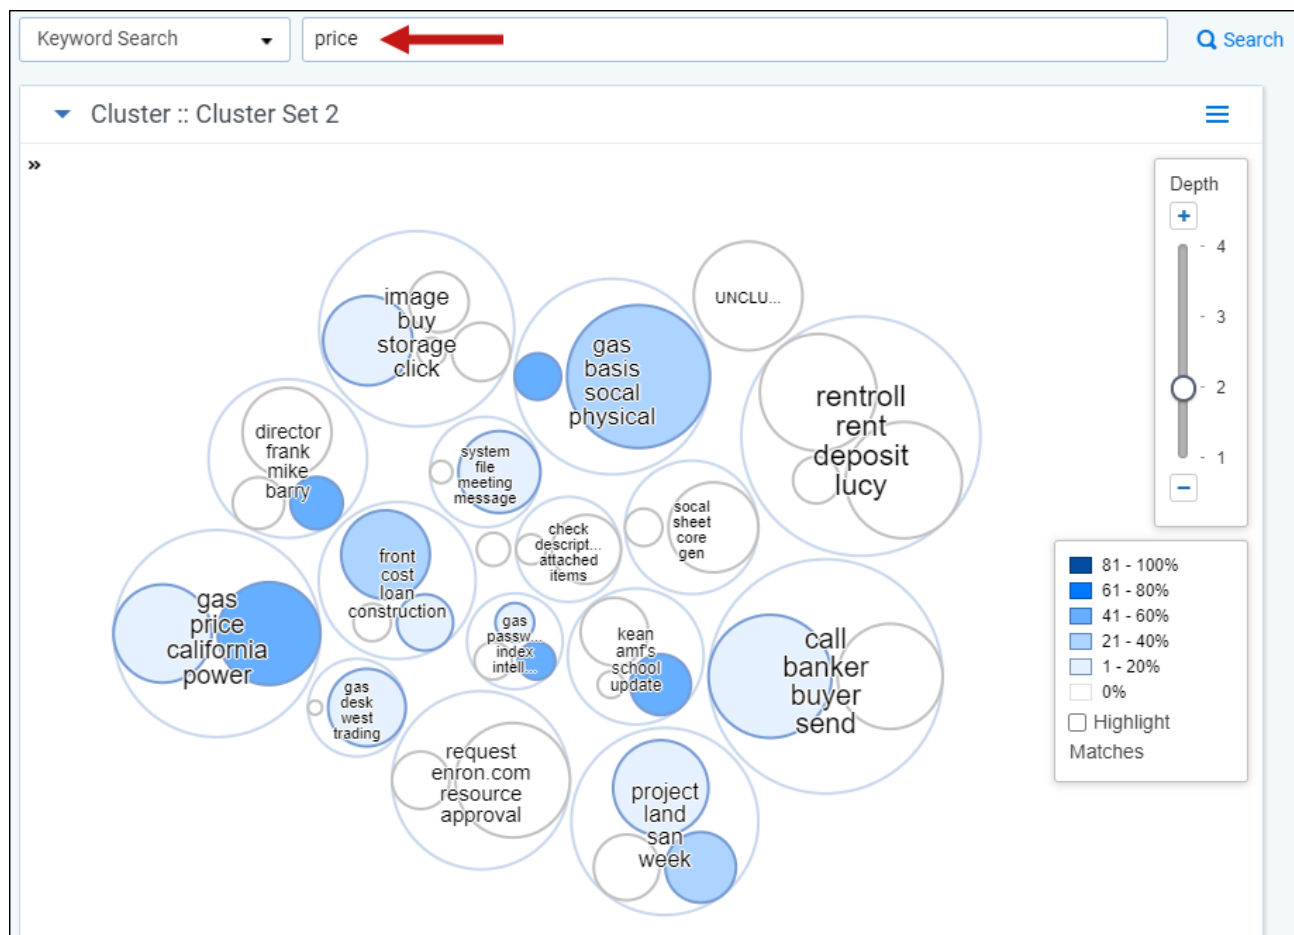 Keyword Search
price
Search
Cluster :: Cluster Set 2
»
Depth
+
4
3
2
1
−
image
buy
storage
click
UNCLU...
gas
basis
socal
physical
rentroll
rent
deposit
lucy
director
frank
mike
barry
system
file
meeting
message
socal
sheet
core
gen
check
descript...
attached
items
front
cost
loan
construction
gas
price
california
power
gas
passw...
index
intell...
kean
amf's
school
update
call
banker
buyer
send
gas
desk
west
trading
request
enron.com
resource
approval
project
land
san
week
81 - 100%
61 - 80%
41 - 60%
21 - 40%
1 - 20%
0%
Highlight
Matches